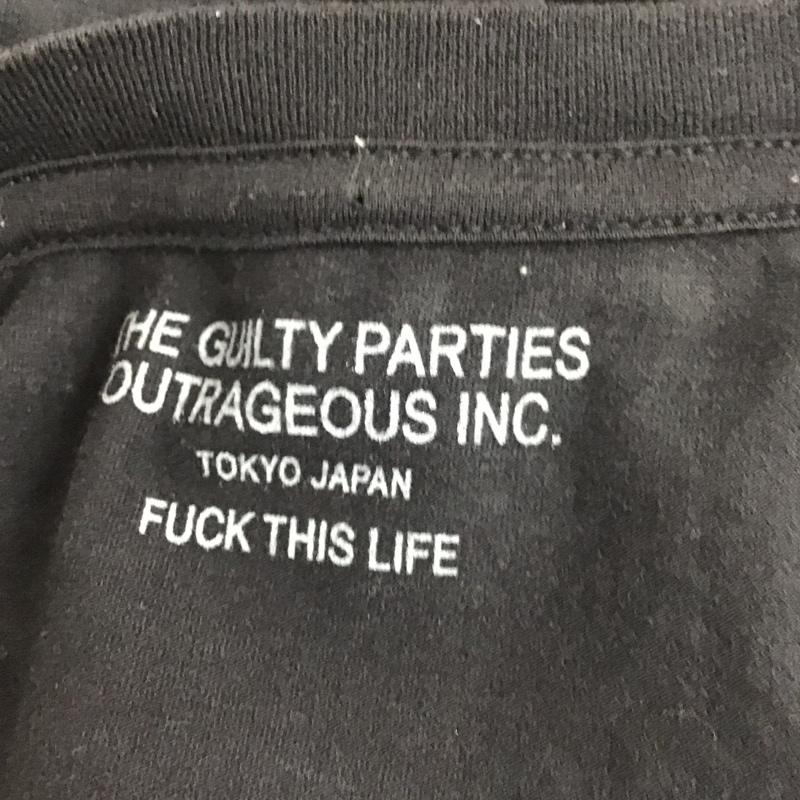 THE GUILTY PARTIES
OUTRAGEOUS INC.
TOKYO JAPAN
FUCK THIS LIFE